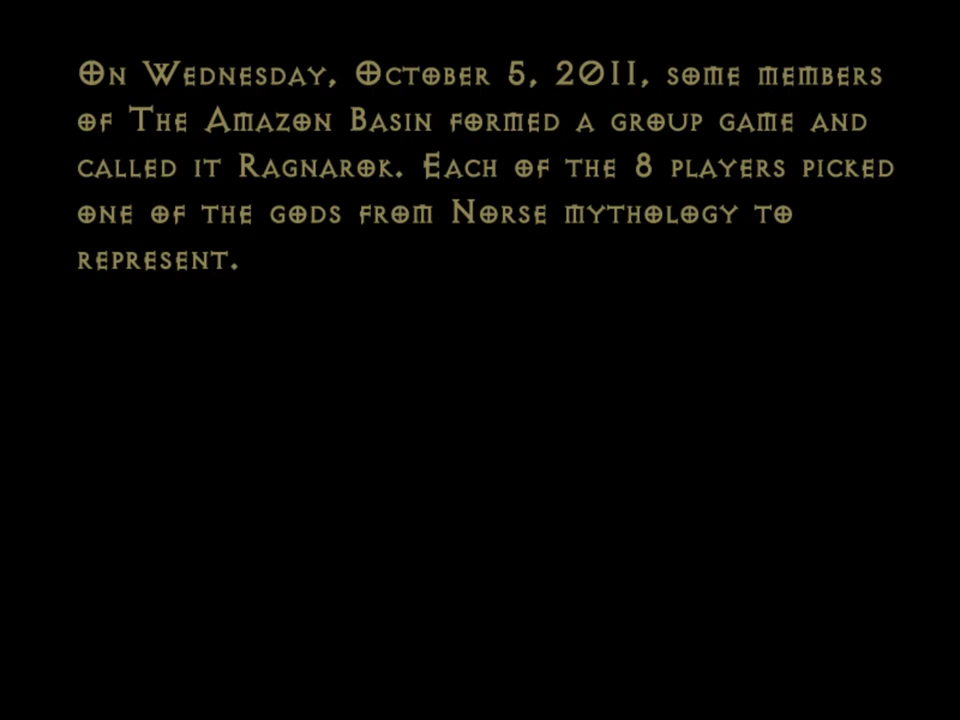 On Wednesday, October 5, 2011, some members
of The Amazon Basin formed a group game and
called it Ragnarok. Each of the 8 players picked
one of the gods from Norse mythology to
represent.